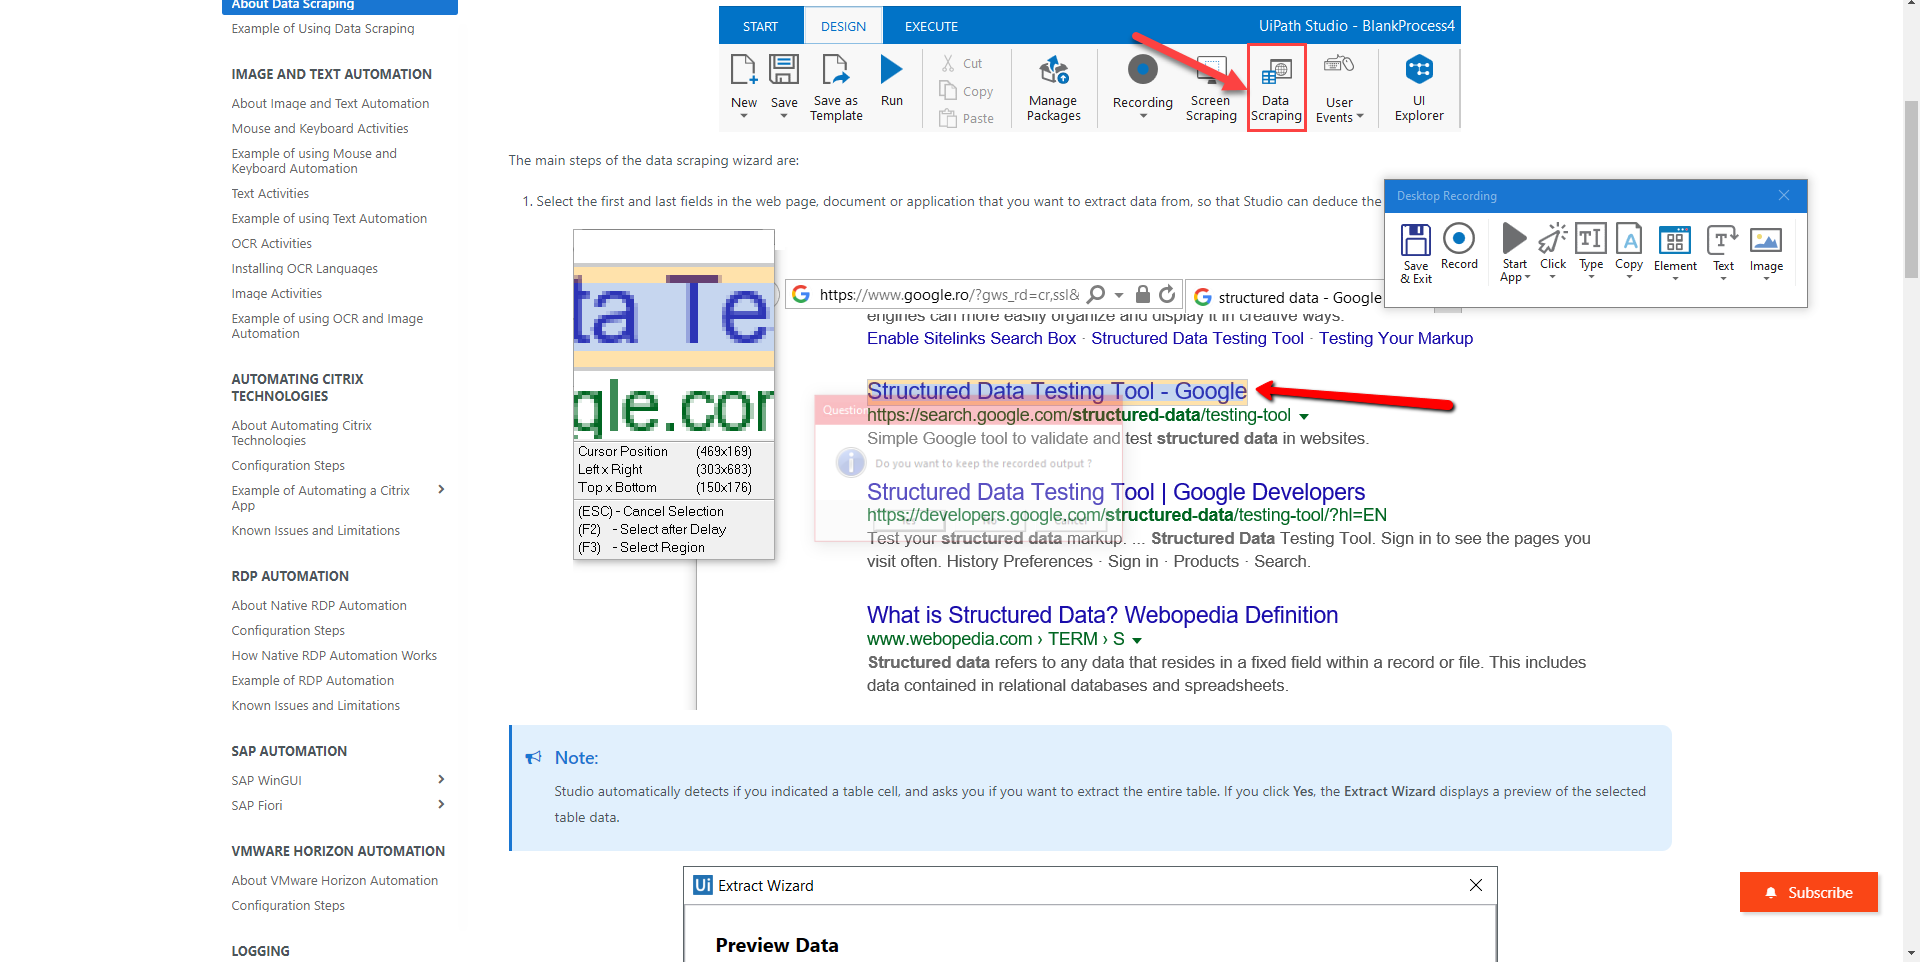 About Data Scraping
Example of Using Data Scraping
IMAGE AND TEXT AUTOMATION
About Image and Text Automation
Mouse and Keyboard Activities
Example of using Mouse and
Keyboard Automation
Text Activities
Example of using Text Automation
OCR Activities
Installing OCR Languages
Image Activities
Example of using OCR and Image
Automation
AUTOMATING CITRIX
TECHNOLOGIES
About Automating Citrix
Technologies
Configuration Steps
Example of Automating a Citrix
App
Known Issues and Limitations
RDP AUTOMATION
About Native RDP Automation
Configuration Steps
How Native RDP Automation Works
Example of RDP Automation
Known Issues and Limitations
SAP AUTOMATION
SAP WinGUI
SAP Fiori
VMWARE HORIZON AUTOMATION
About VMware Horizon Automation
Configuration Steps
LOGGING
START DESIGN EXECUTE UiPath Studio - BlankProcess4
New Save Save as Template Run
Cut
Copy
Paste
Manage Packages
Recording Screen Scraping Data Scraping User Events UI Explorer
The main steps of the data scraping wizard are:
1. Select the first and last fields in the web page, document or application that you want to extract data from, so that Studio can deduce the
Desktop Recording
Save & Exit Record Start App Click Type Copy Element Text Image
ta Te
gle.cor
Cursor Position (469x169)
Left x Right (303x683)
Top x Bottom (150x176)
(ESC) - Cancel Selection
(F2) - Select after Delay
(F3) - Select Region
https://www.google.ro/?gws_rd=cr,ssl& structured data - Google
engines can more easily organize and display it in creative ways.
Enable Sitelinks Search Box · Structured Data Testing Tool · Testing Your Markup
Structured Data Testing Tool - Google
https://search.google.com/structured-data/testing-tool
Simple Google tool to validate and test structured data in websites.
Question
Do you want to keep the recorded output ?
Structured Data Testing Tool | Google Developers
https://developers.google.com/structured-data/testing-tool/?hl=EN
Test your structured data markup. ... Structured Data Testing Tool. Sign in to see the pages you
visit often. History Preferences · Sign in · Products · Search.
What is Structured Data? Webopedia Definition
www.webopedia.com › TERM › S
Structured data refers to any data that resides in a fixed field within a record or file. This includes
data contained in relational databases and spreadsheets.
Note:
Studio automatically detects if you indicated a table cell, and asks you if you want to extract the entire table. If you click Yes, the Extract Wizard displays a preview of the selected
table data.
Ui Extract Wizard
Preview Data
Subscribe